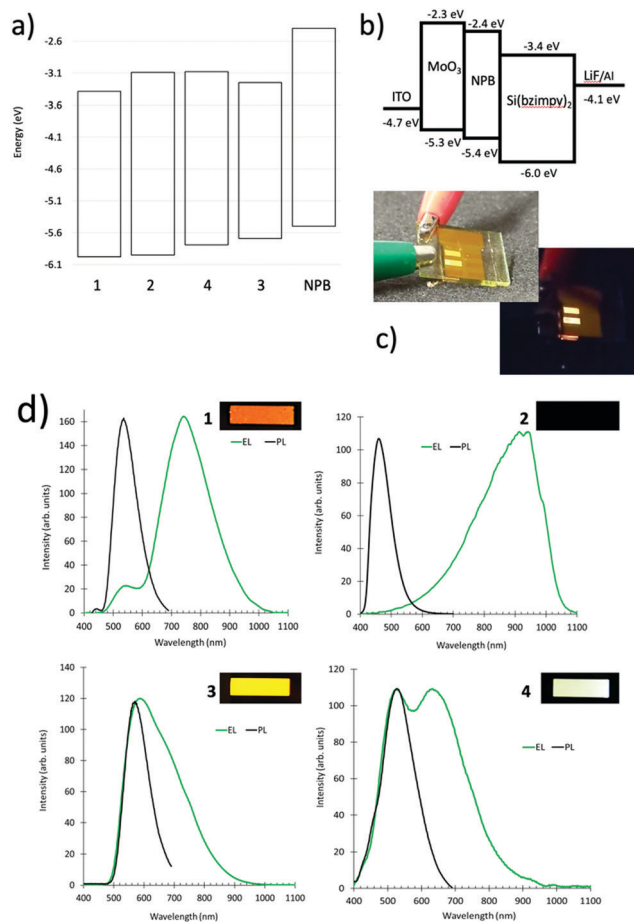 a)
Energy (eV)
-2.6
-3.1
-3.6
-4.1
-4.6
-5.1
-5.6
-6.1
1 2 4 3 NPB
b)
-2.3 eV
-2.4 eV
-3.4 eV
MoO₃
NPB
Si(bzimpy)₂
LiF/Al
-4.1 eV
ITO
-4.7 eV
-5.3 eV
-5.4 eV
-6.0 eV
c)
d)
1
EL PL
Intensity (arb. units)
160
140
120
100
80
60
40
20
0
400 500 600 700 800 900 1000 1100
Wavelength (nm)
2
EL PL
Intensity (arb. units)
120
100
80
60
40
20
0
400 500 600 700 800 900 1000 1100
Wavelength (nm)
3
EL PL
Intensity (arb. units)
140
120
100
80
60
40
20
0
400 500 600 700 800 900 1000 1100
Wavelength (nm)
4
EL PL
Intensity (arb. units)
120
100
80
60
40
20
0
400 500 600 700 800 900 1000 1100
Wavelength (nm)